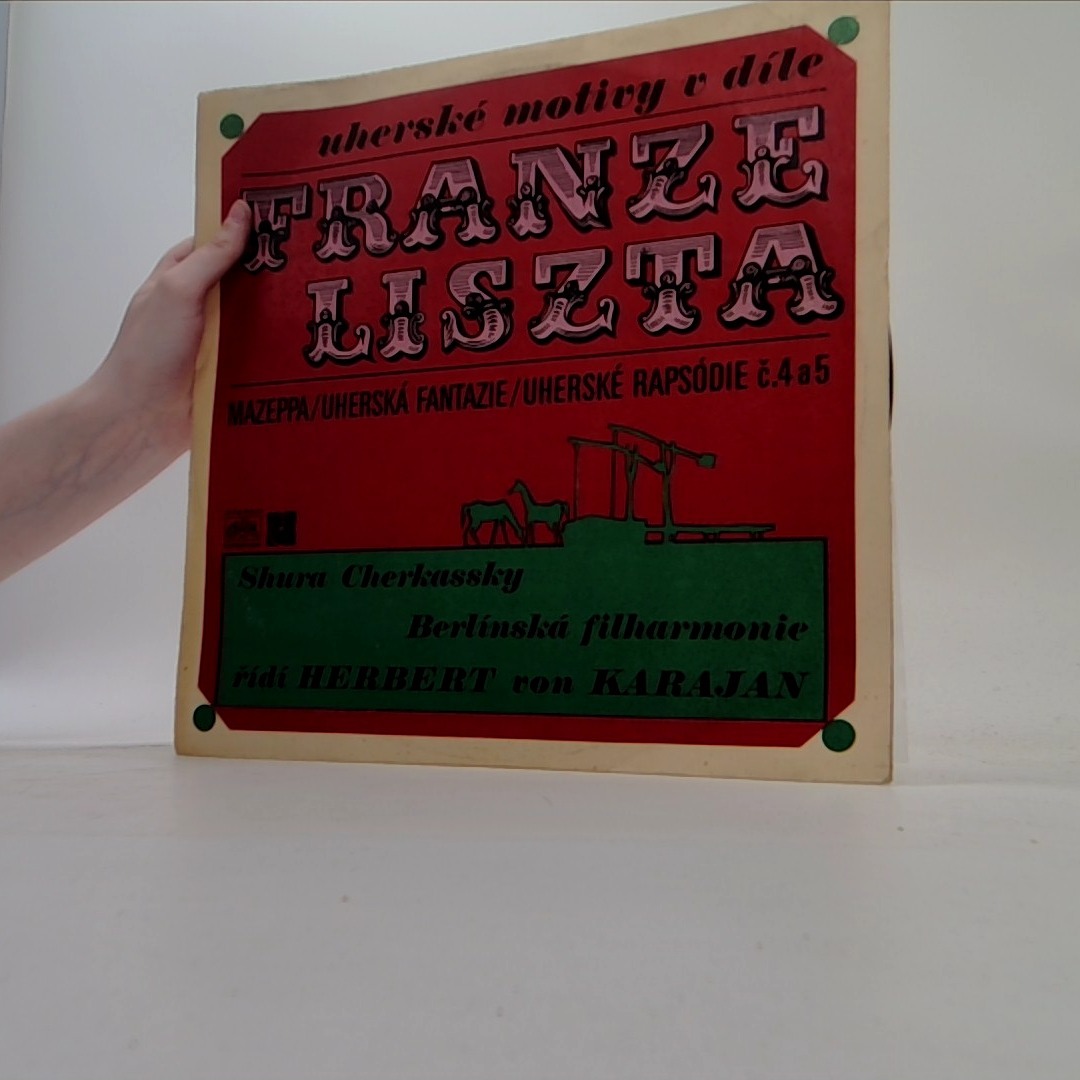 uherské motivy v díle
FRANZE
LISZTA
MAZEPPA/UHERSKÁ FANTAZIE/UHERSKÉ RAPSÓDIE č.4 a 5
Shura Cherkassky
Berlínská filharmonie
řídí HERBERT von KARAJAN